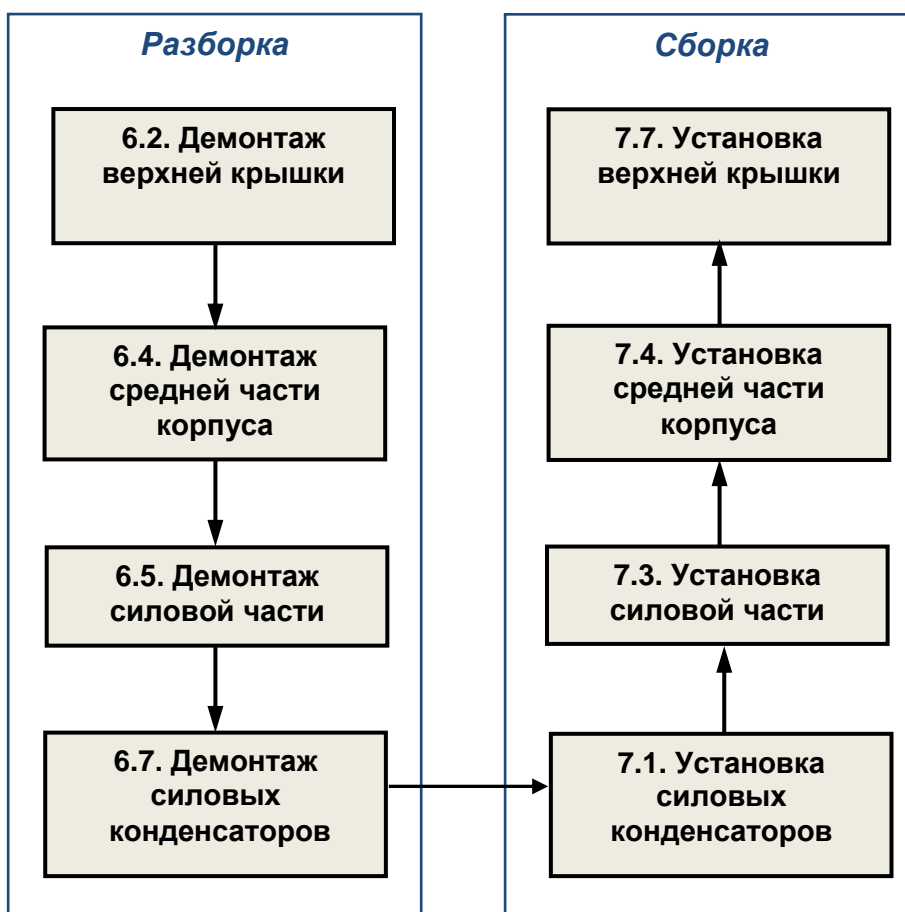 Разборка
6.2. Демонтаж
верхней крышки
6.4. Демонтаж
средней части
корпуса
6.5. Демонтаж
силовой части
6.7. Демонтаж
силовых
конденсаторов
Сборка
7.7. Установка
верхней крышки
7.4. Установка
средней части
корпуса
7.3. Установка
силовой части
7.1. Установка
силовых
конденсаторов